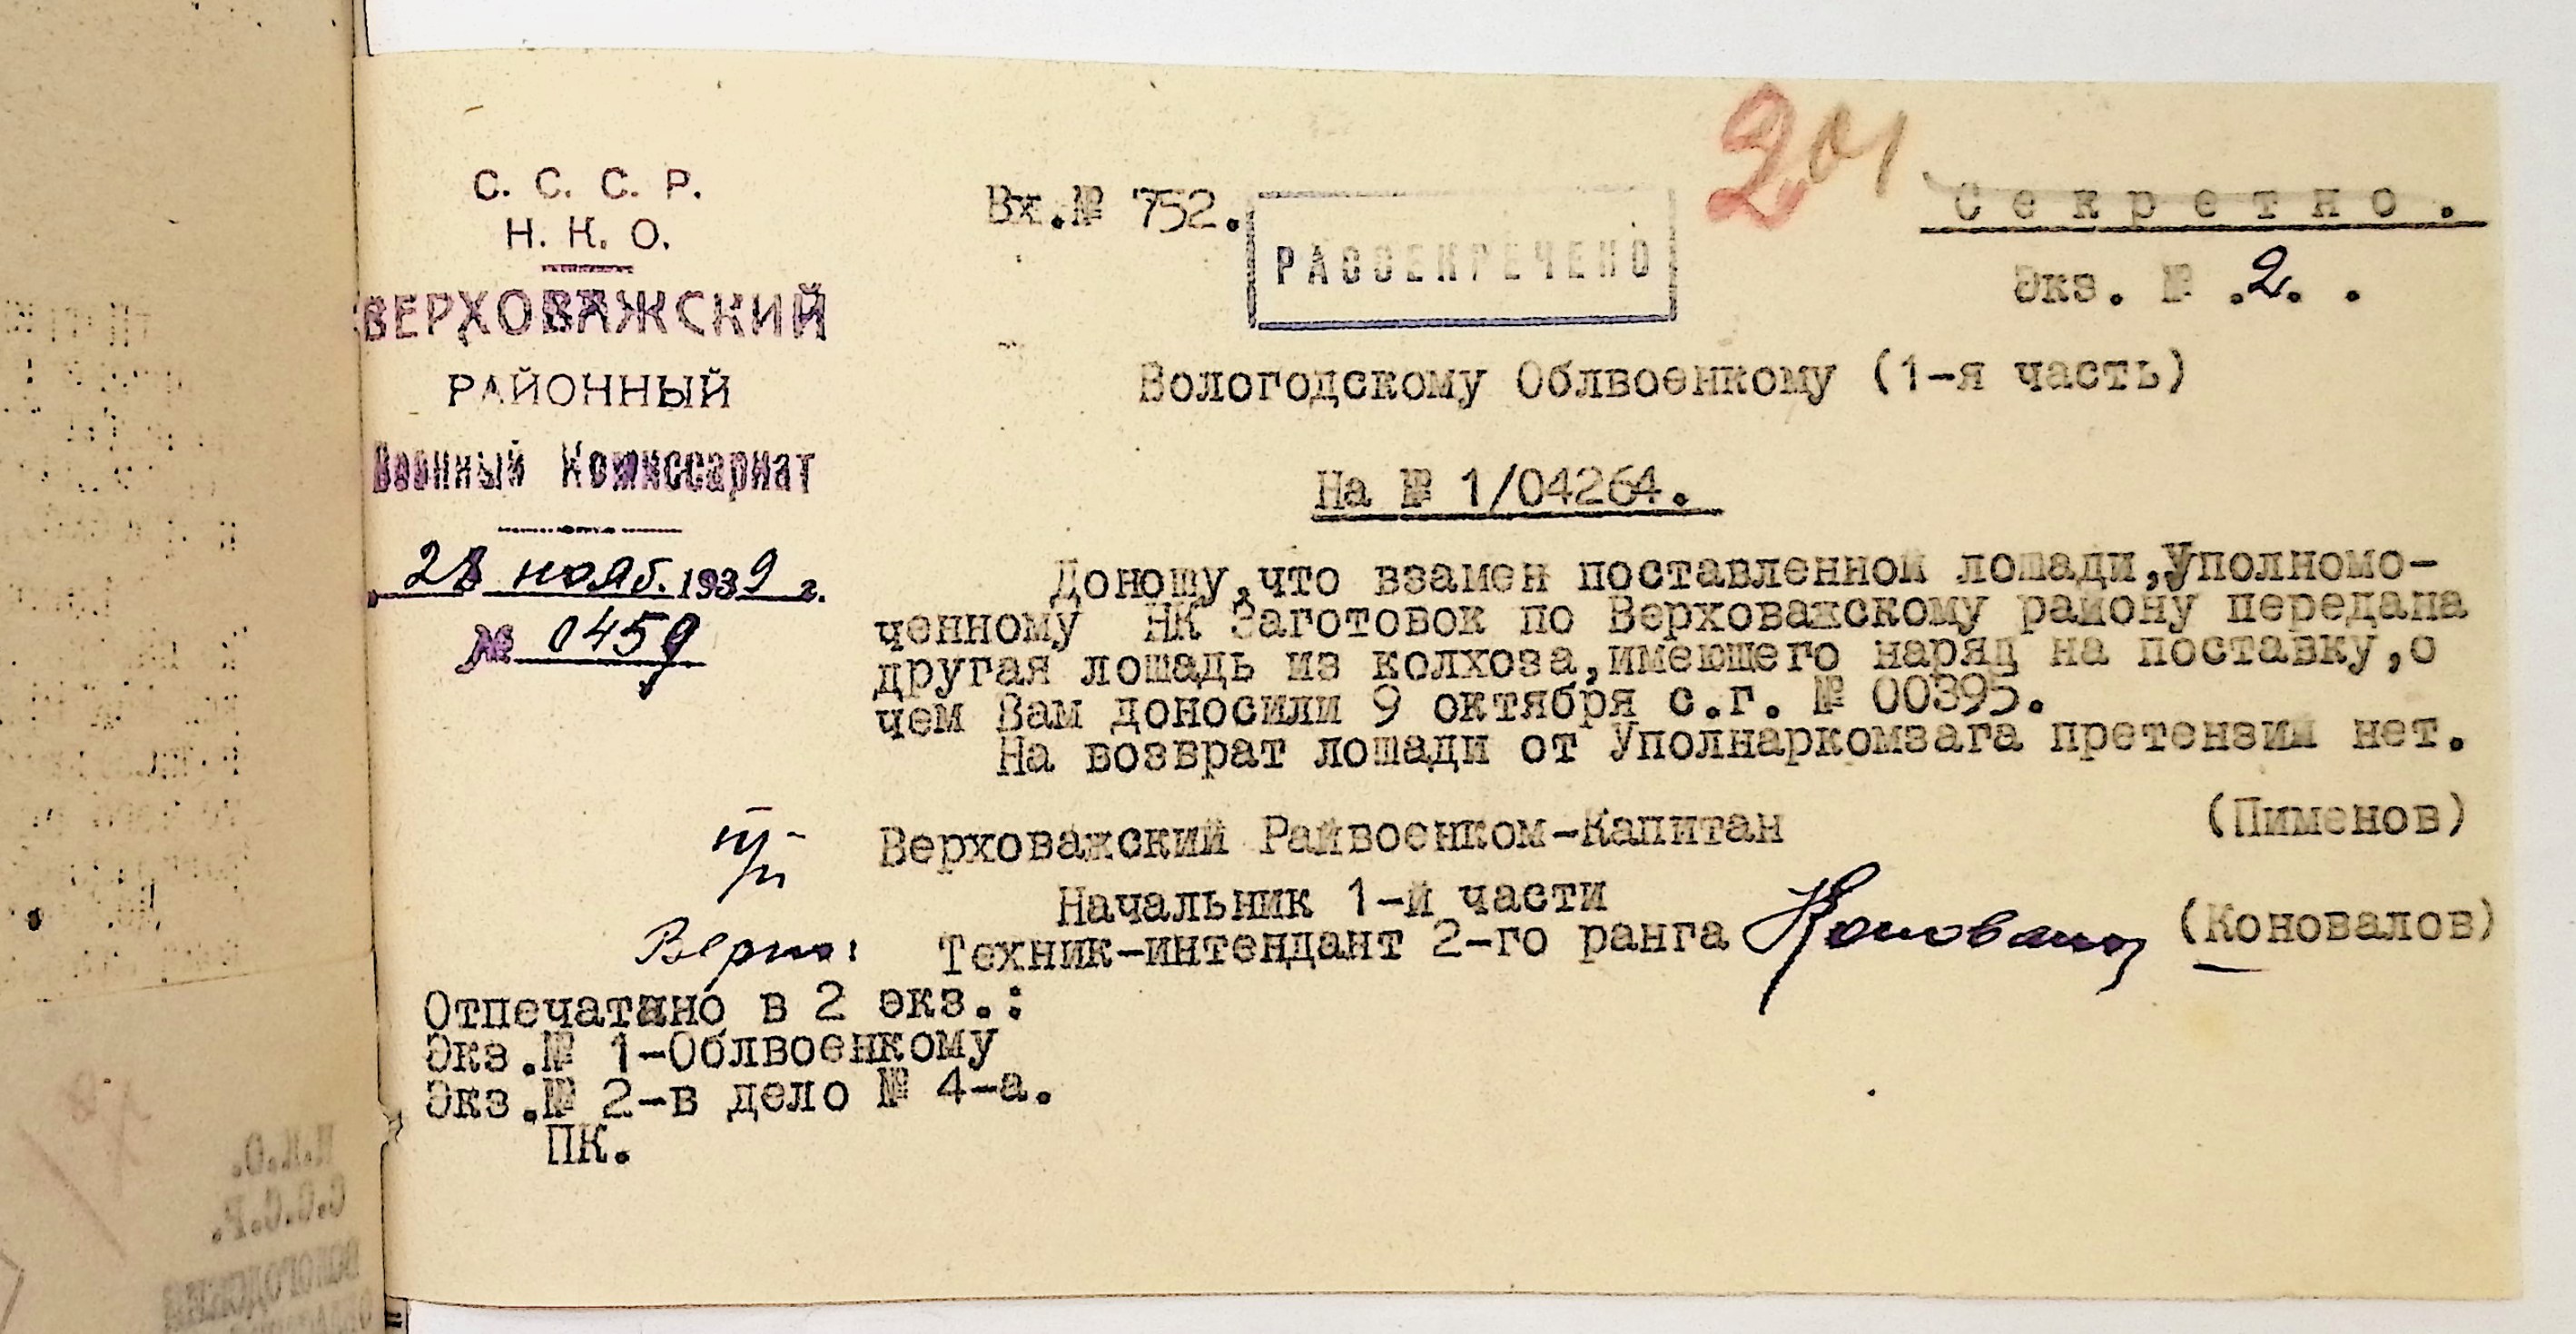 С. С. С. Р.
Н. К. О.
ВЕРХОВАЖСКИЙ
РАЙОННЫЙ
Военный Комиссариат
28 нояб. 1939 г.
№ 0459
Вх.№ 752.
РАССЕКРЕЧЕНО
201
Секретно.
Экз. № 2. .
Вологодскому Облвоенкому (1-я часть)
На № 1/04264.
Доношу,что взамен поставленной лошади,Уполномо-
ченному НК Заготовок по Верховажскому району передана
другая лошадь из колхоза,имеющего наряд на поставку,о
чем Вам доносили 9 октября с.г. № 00395.
На возврат лошади от Уполнаркомзага претензии нет.
п/п Верховажский Райвоенком-Капитан (Пименов)
Начальник 1-й части
Верно: Техник-интендант 2-го ранга Коновалов (Коновалов)
Отпечатано в 2 экз.:
Экз.№ 1-Облвоенкому
Экз.№ 2-в дело № 4-а.
ПК.
Н.К.О.
С.С.С.Р.
ВОЛОГОДСКИЙ